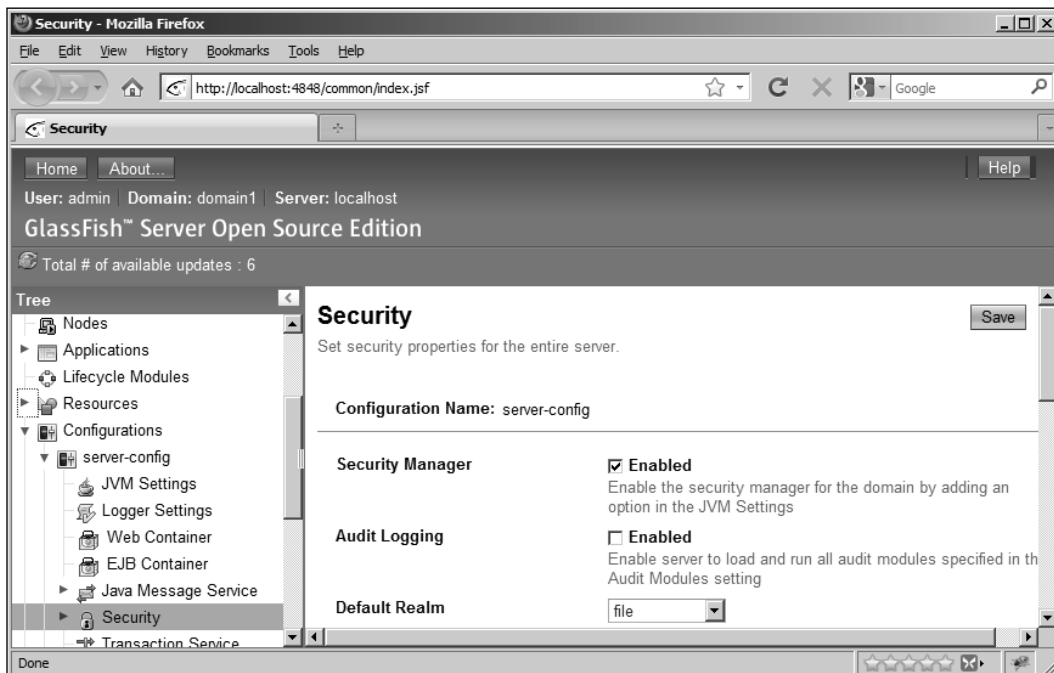 Security - Mozilla Firefox
File Edit View History Bookmarks Tools Help
http://localhost:4848/common/index.jsf
Google
Security
Home About...
Help
User: admin Domain: domain1 Server: localhost
GlassFish™ Server Open Source Edition
Total # of available updates : 6
Tree
Nodes
Applications
Lifecycle Modules
Resources
Configurations
server-config
JVM Settings
Logger Settings
Web Container
EJB Container
Java Message Service
Security
Transaction Service
Security
Save
Set security properties for the entire server.
Configuration Name: server-config
Security Manager
Enabled
Enable the security manager for the domain by adding an
option in the JVM Settings
Audit Logging
Enabled
Enable server to load and run all audit modules specified in th
Audit Modules setting
Default Realm
file
Done